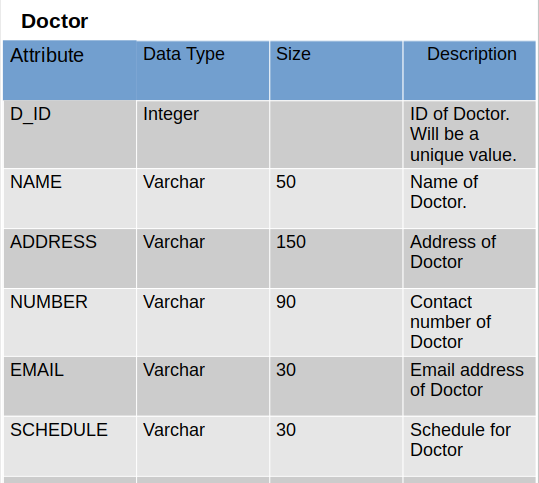 Doctor
Attribute Data Type Size Description
D_ID Integer ID of Doctor.
Will be a
unique value.
NAME Varchar 50 Name of
Doctor.
ADDRESS Varchar 150 Address of
Doctor
NUMBER Varchar 90 Contact
number of
Doctor
EMAIL Varchar 30 Email address
of Doctor
SCHEDULE Varchar 30 Schedule for
Doctor